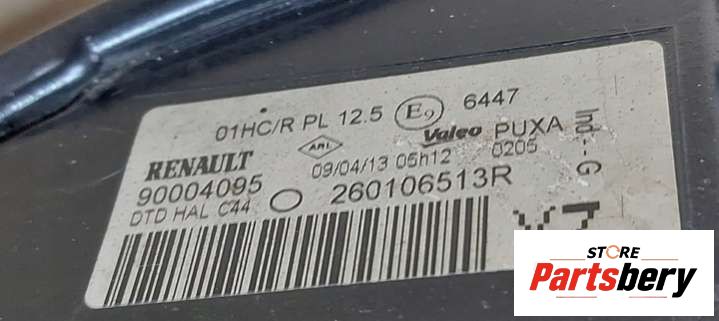 01HC/R PL 12.5 E9 6447
RENAULT AML Valeo PUXA
09/04/13 05h12 0205
90004095 260106513R
DTD HAL C44
Ind:-G
STORE
Partsbery